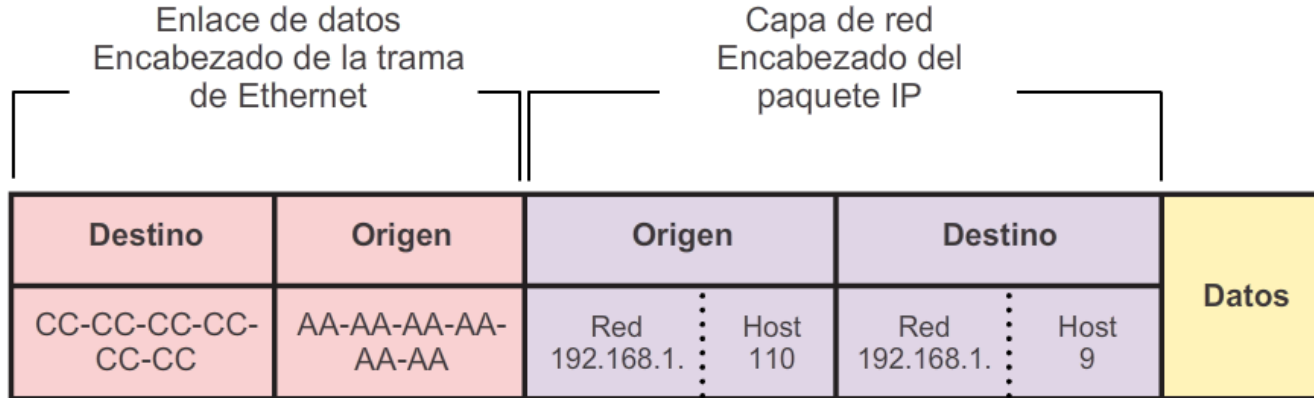 Enlace de datos
Encabezado de la trama
de Ethernet
Capa de red
Encabezado del
paquete IP
Destino
Origen
Origen
Destino
Datos
CC-CC-CC-CC-
CC-CC
AA-AA-AA-AA-
AA-AA
Red
192.168.1.
Host
110
Red
192.168.1.
Host
9